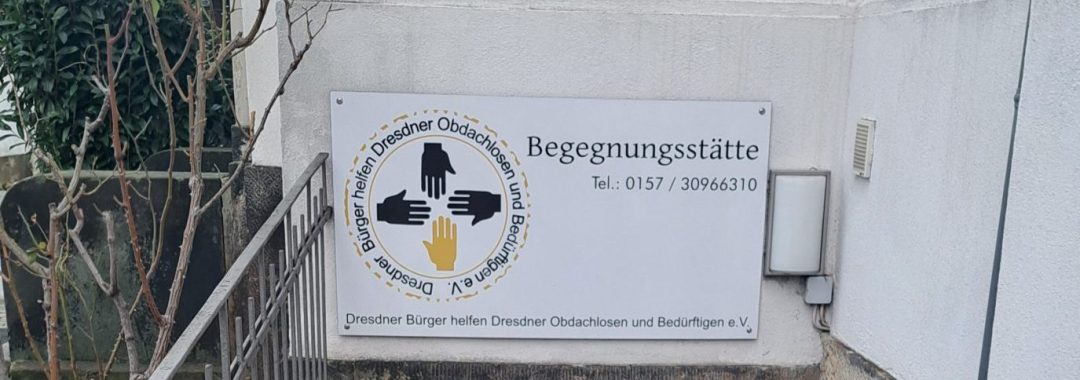 Dresdner Bürger helfen Dresdner Obdachlosen und Bedürftigen e.V.
Begegnungsstätte
Tel.: 0157 / 30966310
Dresdner Bürger helfen Dresdner Obdachlosen und Bedürftigen e.V.